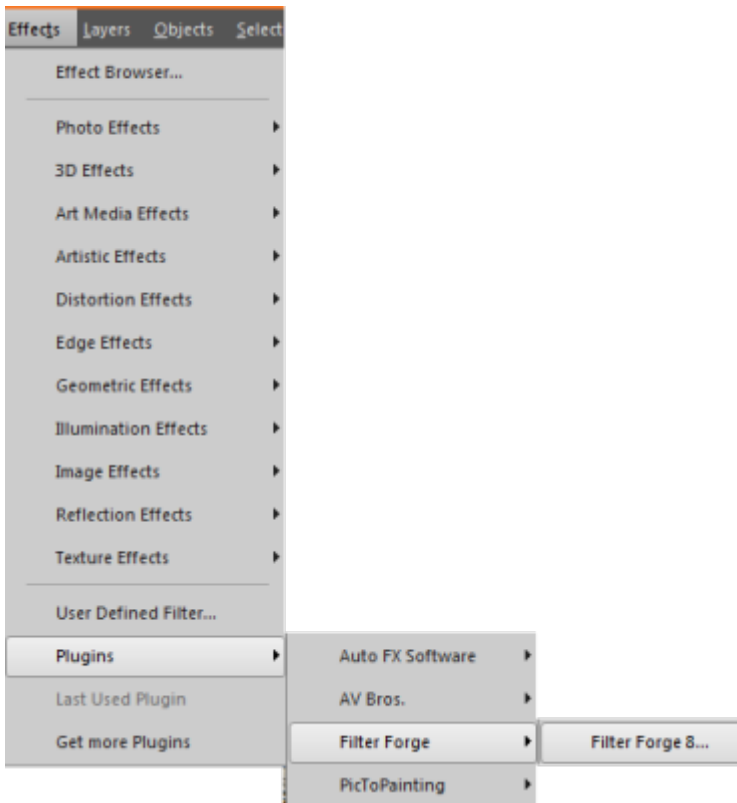 Effects Layers Objects Select
Effect Browser...
Photo Effects
3D Effects
Art Media Effects
Artistic Effects
Distortion Effects
Edge Effects
Geometric Effects
Illumination Effects
Image Effects
Reflection Effects
Texture Effects
User Defined Filter...
Plugins Auto FX Software
Last Used Plugin AV Bros.
Get more Plugins Filter Forge Filter Forge 8...
PicToPainting